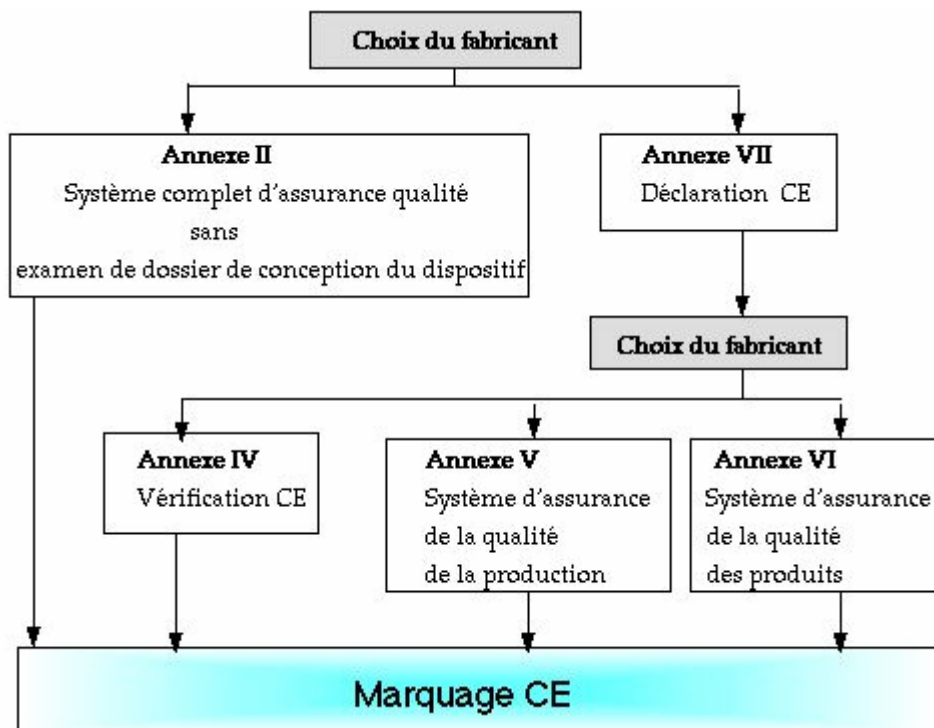 Choix du fabricant
Annexe II
Système complet d'assurance qualité
sans
examen de dossier de conception du dispositif
Annexe VII
Déclaration CE
Choix du fabricant
Annexe IV
Vérification CE
Annexe V
Système d'assurance
de la qualité
de la production
Annexe VI
Système d'assurance
de la qualité
des produits
Marquage CE